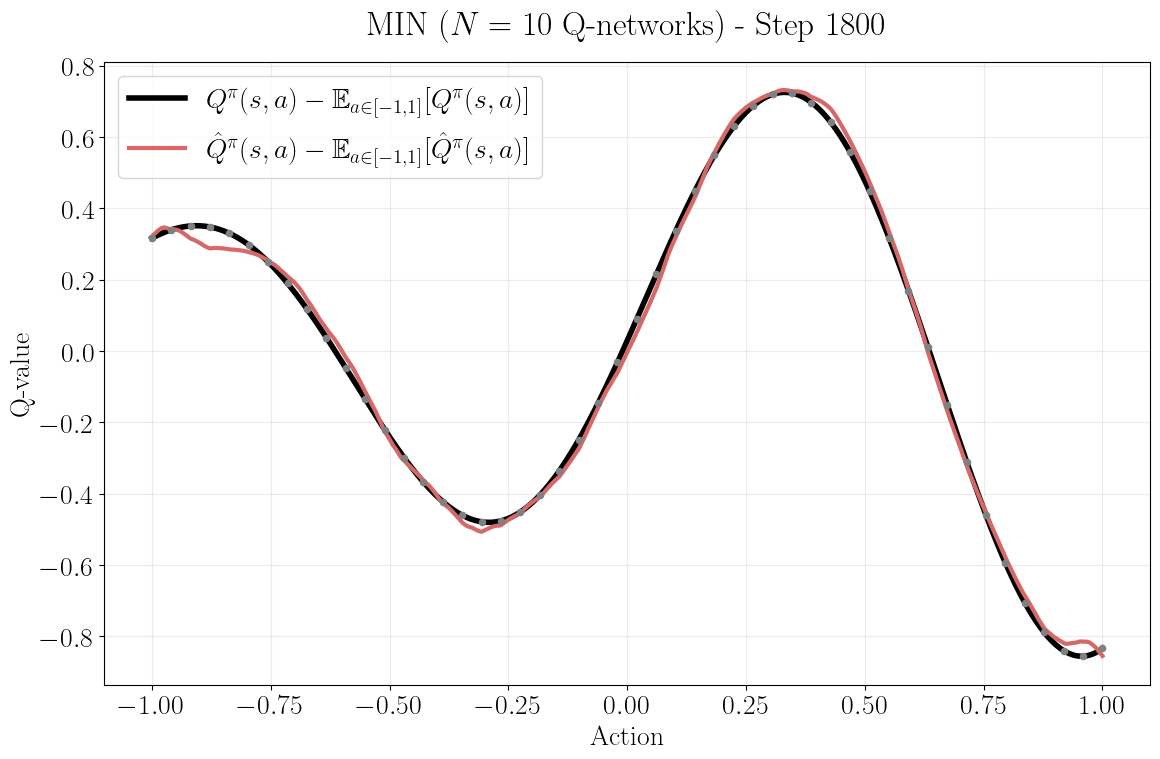 MIN (N = 10 Q-networks) - Step 1800
Q^π(s, a) − 𝔼_{a∈[−1,1]}[Q^π(s, a)]
Q̂^π(s, a) − 𝔼_{a∈[−1,1]}[Q̂^π(s, a)]
0.8
0.6
0.4
0.2
0.0
−0.2
−0.4
−0.6
−0.8
Q-value
−1.00 −0.75 −0.50 −0.25 0.00 0.25 0.50 0.75 1.00
Action